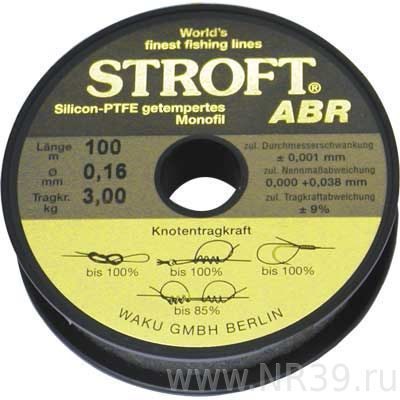 World's
finest fishing lines
STROFT®
Silicon-PTFE getempertes
Monofil
ABR
Länge
m
100
ø
mm
0,16
Tragkr.
kg
3,00
zul. Durchmesserschwankung
± 0,001 mm
zul. Nennmaßabweichung
0,000 +0,038 mm
zul. Tragkraftabweichung
± 9%
Knotentragkraft
bis 100%
bis 100%
bis 100%
bis 85%
WAKU GMBH BERLIN
www.NR39.ru